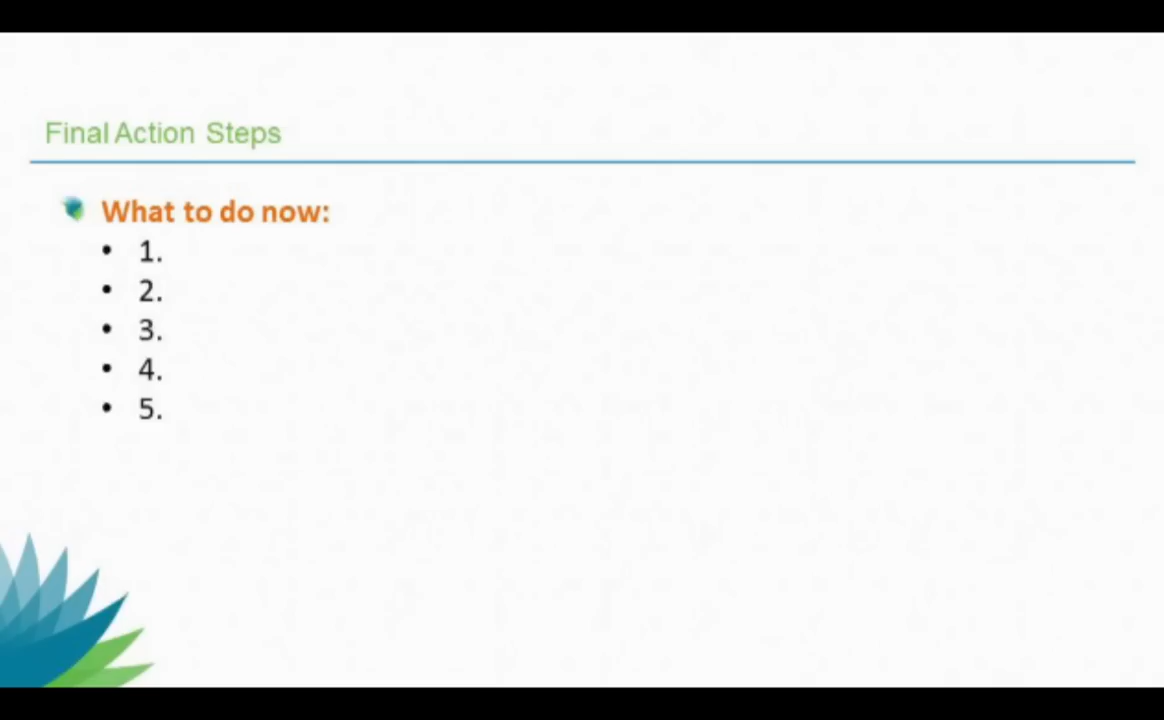 Final Action Steps
What to do now:
• 1.
• 2.
• 3.
• 4.
• 5.